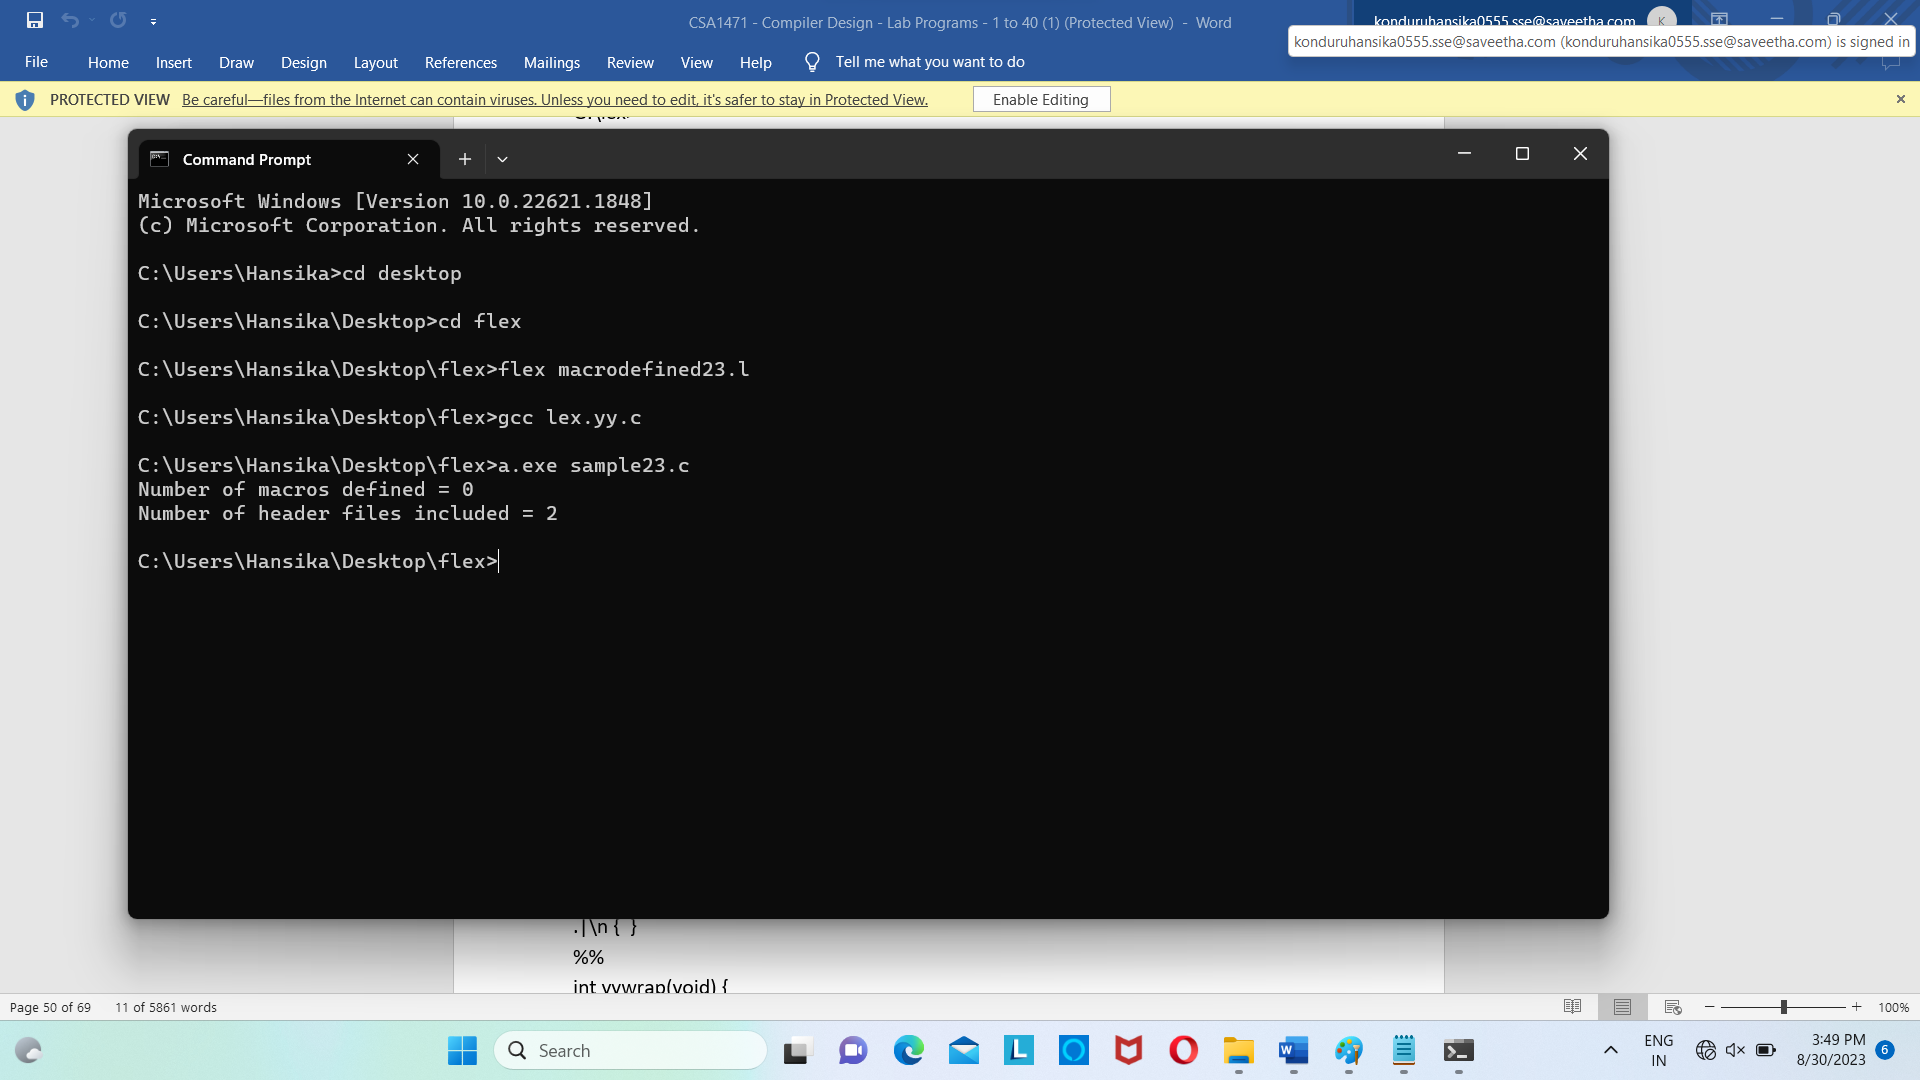 CSA1471 - Compiler Design - Lab Programs - 1 to 40 (1) (Protected View) - Word
konduruhansika0555.sse@saveetha.com
K
konduruhansika0555.sse@saveetha.com (konduruhansika0555.sse@saveetha.com) is signed in
File Home Insert Draw Design Layout References Mailings Review View Help Tell me what you want to do
PROTECTED VIEW Be careful—files from the Internet can contain viruses. Unless you need to edit, it's safer to stay in Protected View. Enable Editing
Command Prompt
Microsoft Windows [Version 10.0.22621.1848]
(c) Microsoft Corporation. All rights reserved.
C:\Users\Hansika>cd desktop
C:\Users\Hansika\Desktop>cd flex
C:\Users\Hansika\Desktop\flex>flex macrodefined23.l
C:\Users\Hansika\Desktop\flex>gcc lex.yy.c
C:\Users\Hansika\Desktop\flex>a.exe sample23.c
Number of macros defined = 0
Number of header files included = 2
C:\Users\Hansika\Desktop\flex>
.|\n { }
%%
int yywrap(void) {
Page 50 of 69 11 of 5861 words 100%
Search
ENG
IN
3:49 PM
8/30/2023
6